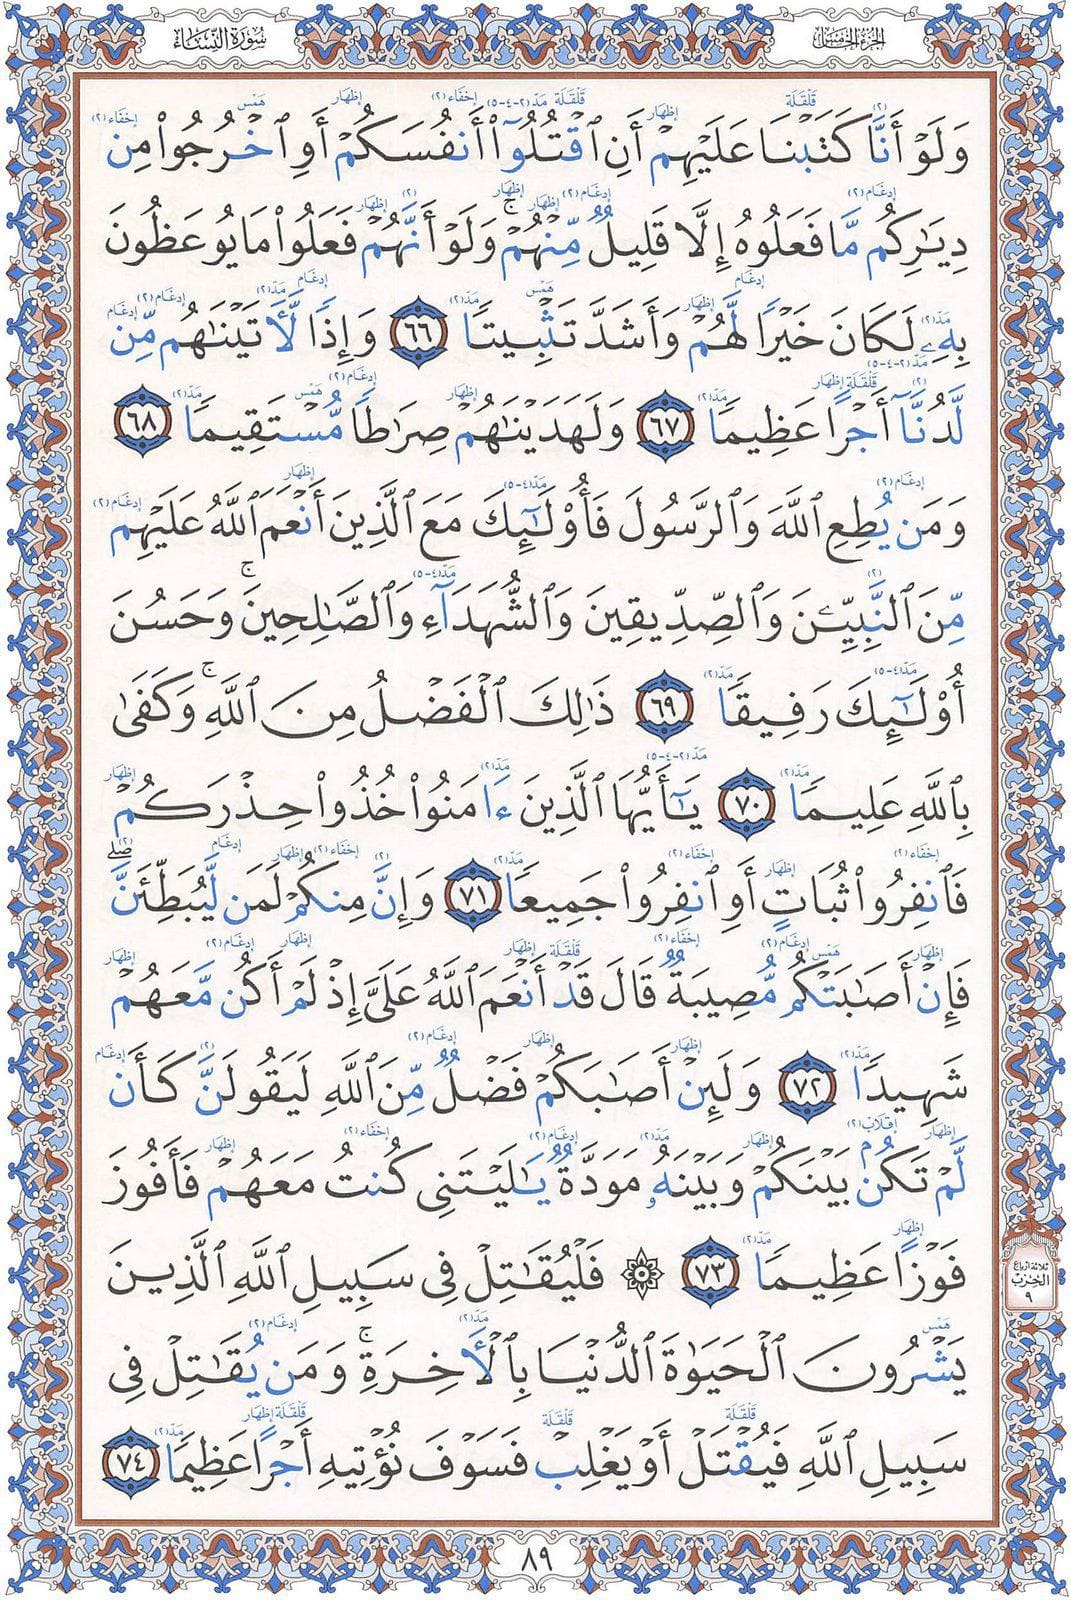 الجزء الخامس
سورة النساء
وَلَوْ أَنَّا كَتَبْنَا عَلَيْهِمْ أَنِ ٱقْتُلُوٓا۟ أَنفُسَكُمْ أَوِ ٱخْرُجُوا۟ مِن
دِيَٰرِكُم مَّا فَعَلُوهُ إِلَّا قَلِيلٌ مِّنْهُمْ ۖ وَلَوْ أَنَّهُمْ فَعَلُوا۟ مَا يُوعَظُونَ
بِهِۦ لَكَانَ خَيْرًا لَّهُمْ وَأَشَدَّ تَثْبِيتًا ٦٦ وَإِذًا لَّـَٔاتَيْنَٰهُم مِّن
لَّدُنَّآ أَجْرًا عَظِيمًا ٦٧ وَلَهَدَيْنَٰهُمْ صِرَٰطًا مُّسْتَقِيمًا ٦٨
وَمَن يُطِعِ ٱللَّهَ وَٱلرَّسُولَ فَأُو۟لَٰٓئِكَ مَعَ ٱلَّذِينَ أَنْعَمَ ٱللَّهُ عَلَيْهِم
مِّنَ ٱلنَّبِيِّـۧنَ وَٱلصِّدِّيقِينَ وَٱلشُّهَدَآءِ وَٱلصَّٰلِحِينَ ۚ وَحَسُنَ
أُو۟لَٰٓئِكَ رَفِيقًا ٦٩ ذَٰلِكَ ٱلْفَضْلُ مِنَ ٱللَّهِ ۚ وَكَفَىٰ
بِٱللَّهِ عَلِيمًا ٧٠ يَٰٓأَيُّهَا ٱلَّذِينَ ءَامَنُوا۟ خُذُوا۟ حِذْرَكُمْ
فَٱنفِرُوا۟ ثُبَاتٍ أَوِ ٱنفِرُوا۟ جَمِيعًا ٧١ وَإِنَّ مِنكُمْ لَمَن لَّيُبَطِّئَنَّ ۖ
فَإِنْ أَصَٰبَتْكُم مُّصِيبَةٌ قَالَ قَدْ أَنْعَمَ ٱللَّهُ عَلَىَّ إِذْ لَمْ أَكُن مَّعَهُمْ
شَهِيدًا ٧٢ وَلَئِنْ أَصَٰبَكُمْ فَضْلٌ مِّنَ ٱللَّهِ لَيَقُولَنَّ كَأَن
لَّمْ تَكُنۢ بَيْنَكُمْ وَبَيْنَهُۥ مَوَدَّةٌ يَٰلَيْتَنِى كُنتُ مَعَهُمْ فَأَفُوزَ
فَوْزًا عَظِيمًا ٧٣ ۞ فَلْيُقَٰتِلْ فِى سَبِيلِ ٱللَّهِ ٱلَّذِينَ
يَشْرُونَ ٱلْحَيَوٰةَ ٱلدُّنْيَا بِٱلْـَٔاخِرَةِ ۚ وَمَن يُقَٰتِلْ فِى
سَبِيلِ ٱللَّهِ فَيُقْتَلْ أَوْ يَغْلِبْ فَسَوْفَ نُؤْتِيهِ أَجْرًا عَظِيمًا ٧٤
ثلاثة أرباع
الحزب
٩
٨٩